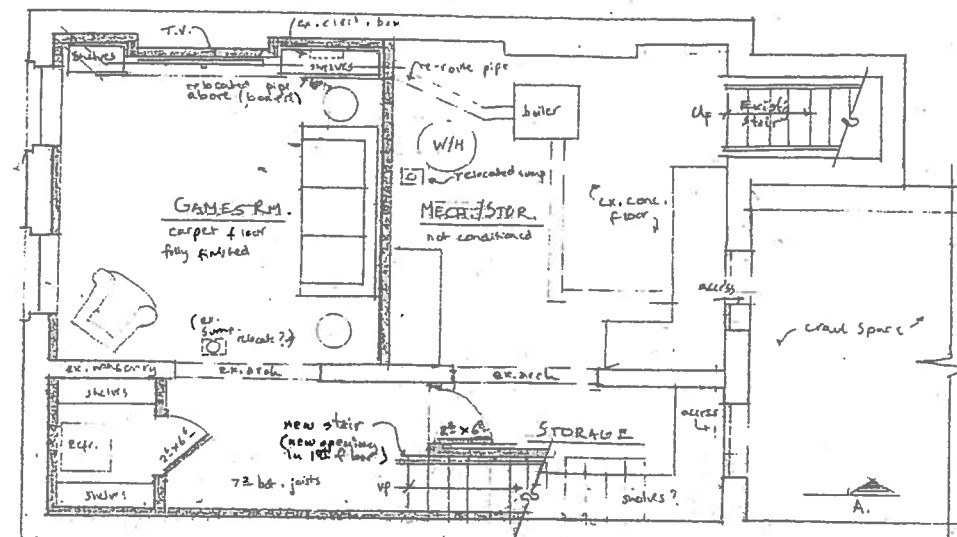 T.V.
ex. elect. box
shelves
shelves
relocated pipe
above (boxed)
re-route pipe
boiler
W/H
relocated sump
Up
Existg
Stair
GAMES RM.
carpet floor
fully finished
MECH./STOR.
not conditioned
ex. conc.
floor
access
crawl space
(ex.
sump.
relocate?)
ex. masonry
ex. arch
ex. arch
shelves
refr.
shelves
new stair
(new opening
in 1st floor)
STORAGE
access
up
shelves?
A.